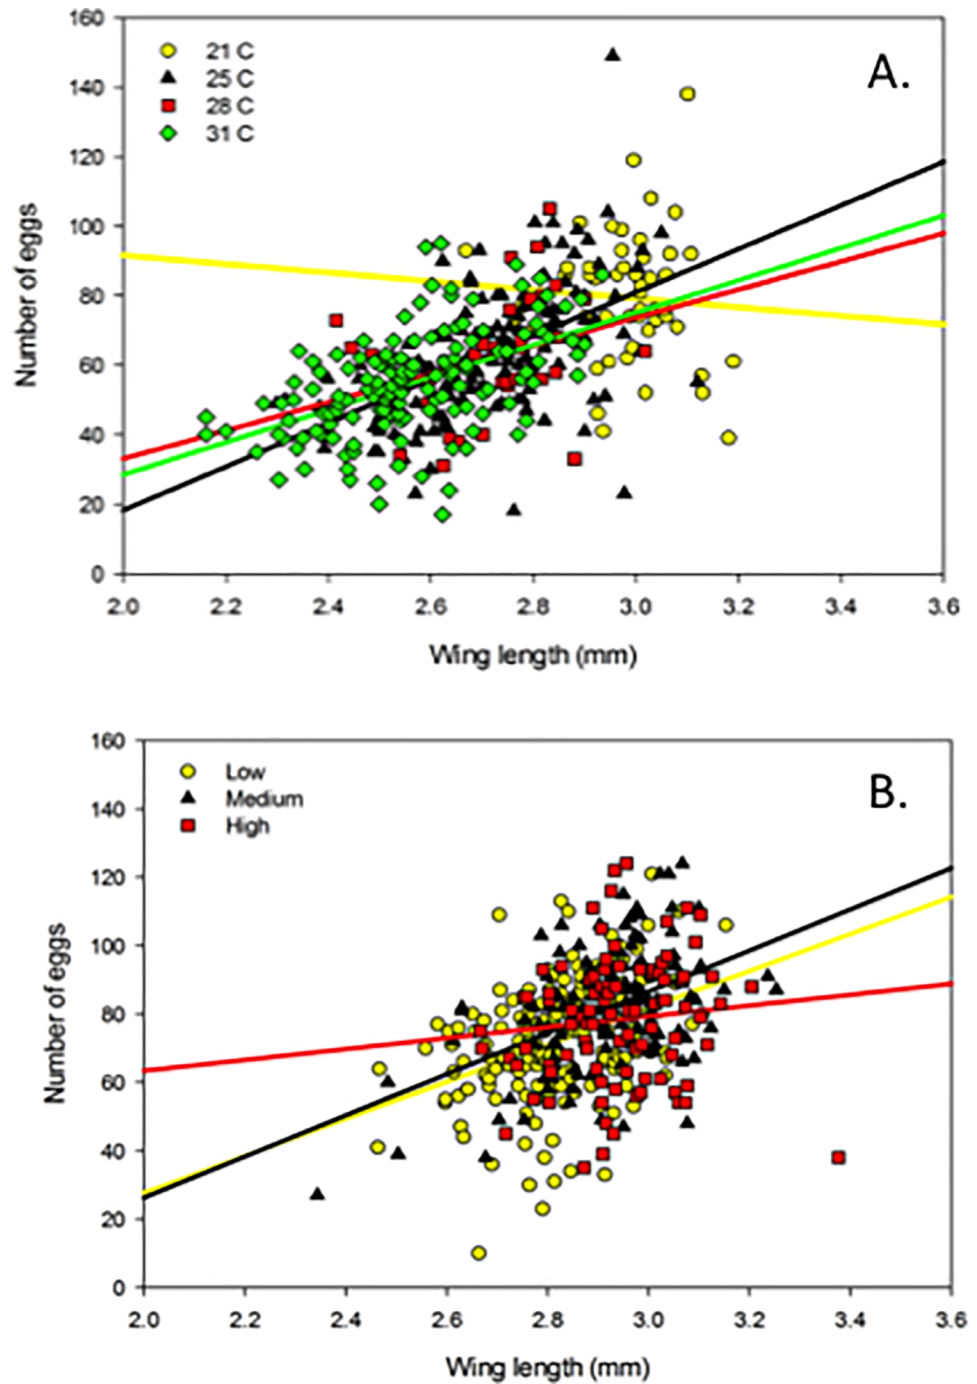 160
140
120
100
80
60
40
20
0
Number of eggs
21 C
25 C
28 C
31 C
A.
2.0 2.2 2.4 2.6 2.8 3.0 3.2 3.4 3.6
Wing length (mm)
160
140
120
100
80
60
40
20
0
Number of eggs
Low
Medium
High
B.
2.0 2.2 2.4 2.6 2.8 3.0 3.2 3.4 3.6
Wing length (mm)